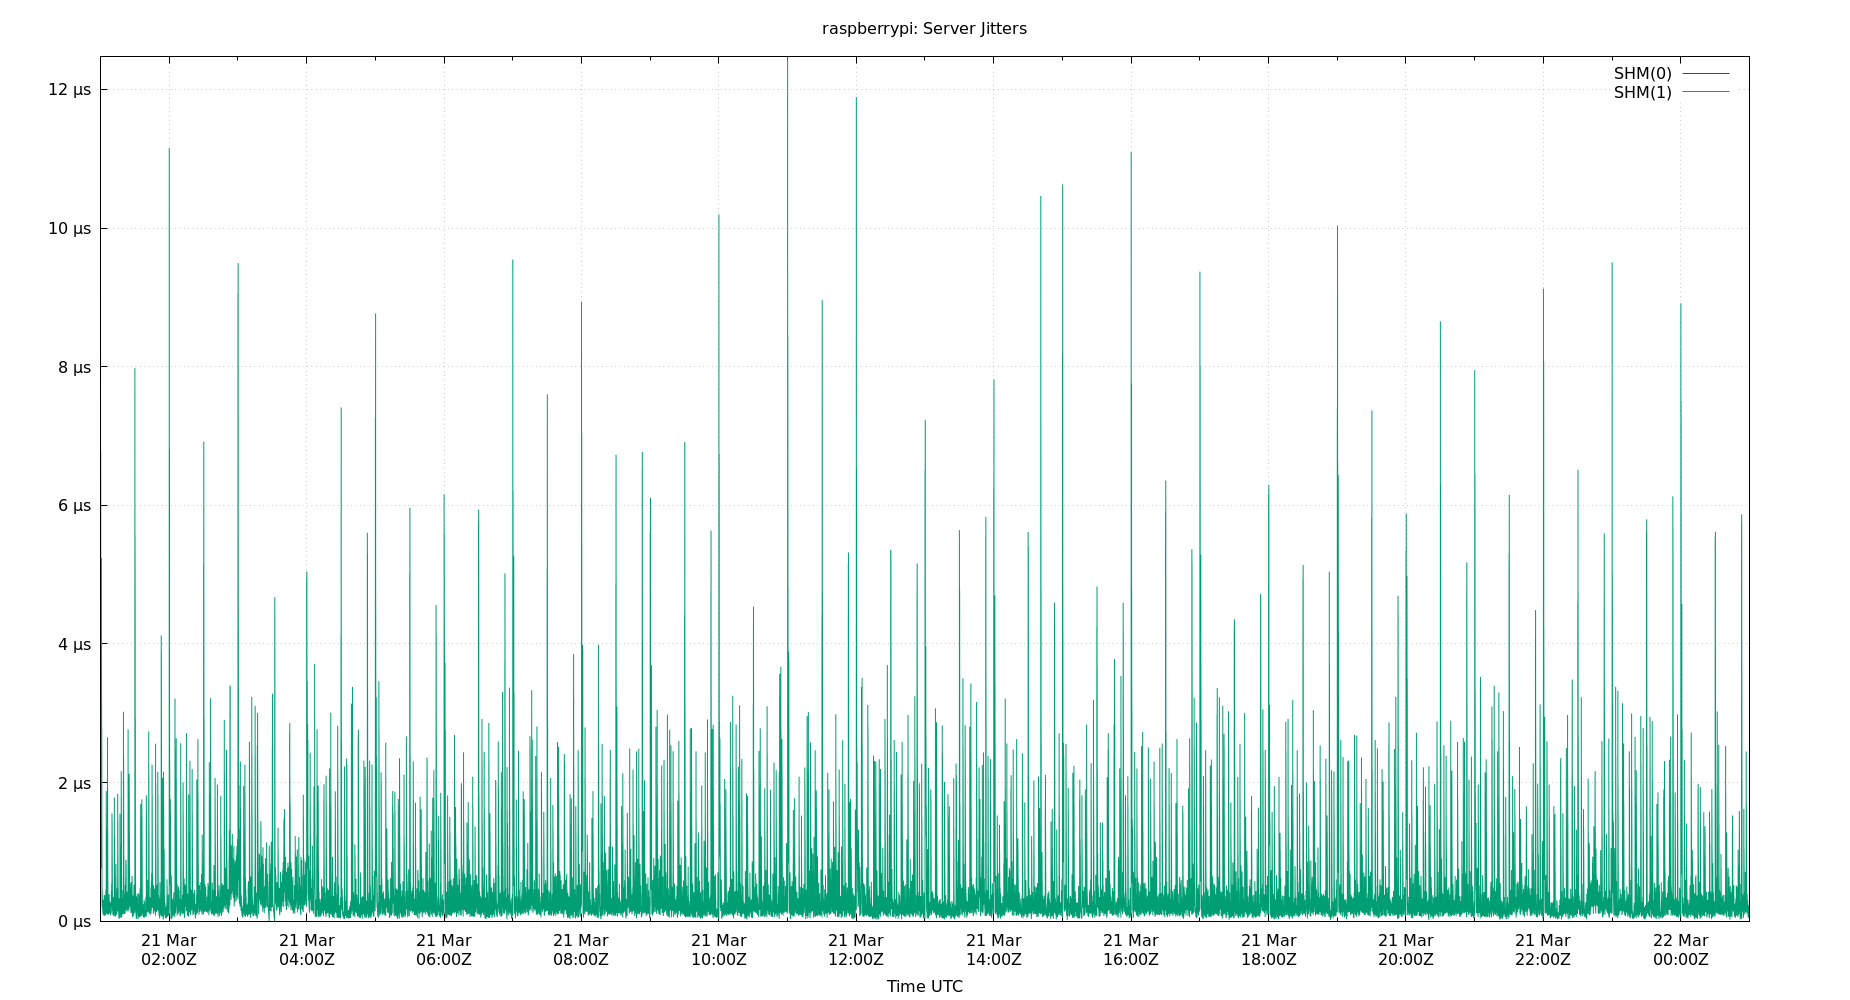 raspberrypi: Server Jitters
SHM(0)
SHM(1)
12 µs
10 µs
8 µs
6 µs
4 µs
2 µs
0 µs
21 Mar 21 Mar 21 Mar 21 Mar 21 Mar 21 Mar 21 Mar 21 Mar 21 Mar 21 Mar 21 Mar 22 Mar
02:00Z 04:00Z 06:00Z 08:00Z 10:00Z 12:00Z 14:00Z 16:00Z 18:00Z 20:00Z 22:00Z 00:00Z
Time UTC